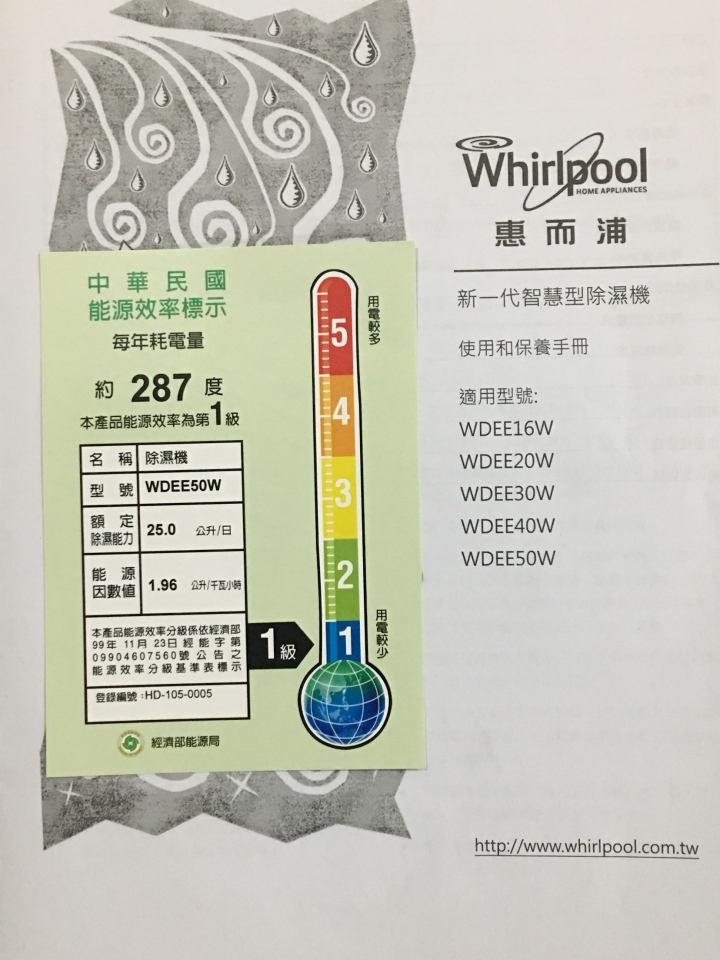 中華民國
能源效率標示
每年耗電量
約 287 度
本產品能源效率為第1級
名稱 除濕機
型號 WDEE50W
額定除濕能力 25.0 公升/日
能源因數值 1.96 公升/千瓦小時
本產品能源效率分級係依經濟部
99年11月23日經能字第
09904607560號公告之
能源效率分級基準表標示
登錄編號:HD-105-0005
經濟部能源局
用電較多
5
4
3
2
1
用電較少
1級
Whirlpool
HOME APPLIANCES
惠而浦
新一代智慧型除濕機
使用和保養手冊
適用型號:
WDEE16W
WDEE20W
WDEE30W
WDEE40W
WDEE50W
http://www.whirlpool.com.tw